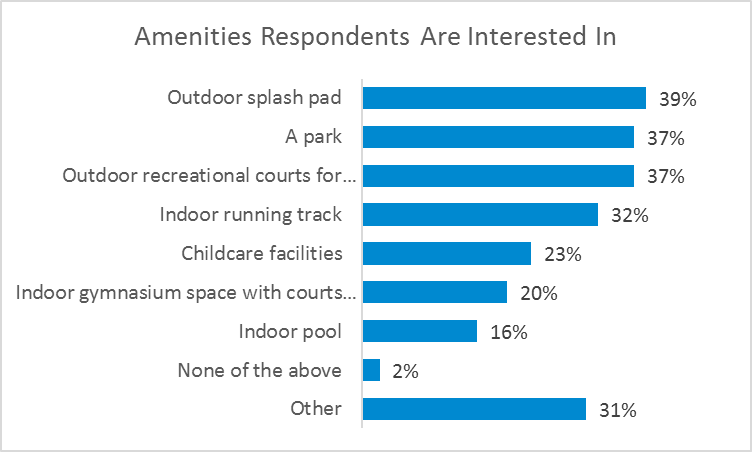 Amenities Respondents Are Interested In
Outdoor splash pad 39%
A park 37%
Outdoor recreational courts for... 37%
Indoor running track 32%
Childcare facilities 23%
Indoor gymnasium space with courts... 20%
Indoor pool 16%
None of the above 2%
Other 31%